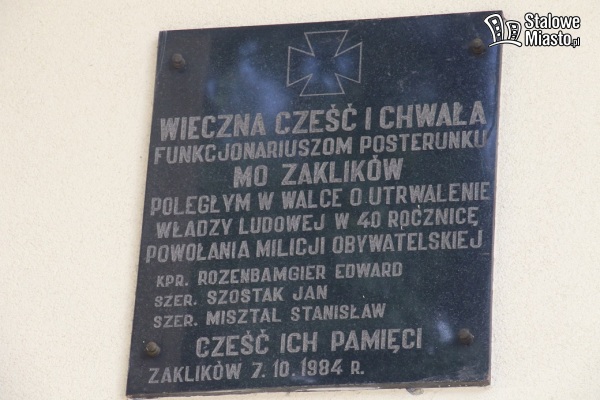 Stalowe
Miasto.pl
WIECZNA CZEŚĆ I CHWAŁA
FUNKCJONARIUSZOM POSTERUNKU
MO ZAKLIKÓW
POLEGŁYM W WALCE O UTRWALENIE
WŁADZY LUDOWEJ W 40 ROCZNICĘ
POWOŁANIA MILICJI OBYWATELSKIEJ
KPR. ROZENBAMGIER EDWARD
SZER. SZOSTAK JAN
SZER. MISZTAL STANISŁAW
CZEŚĆ ICH PAMIĘCI
ZAKLIKÓW 7.10.1984 R.